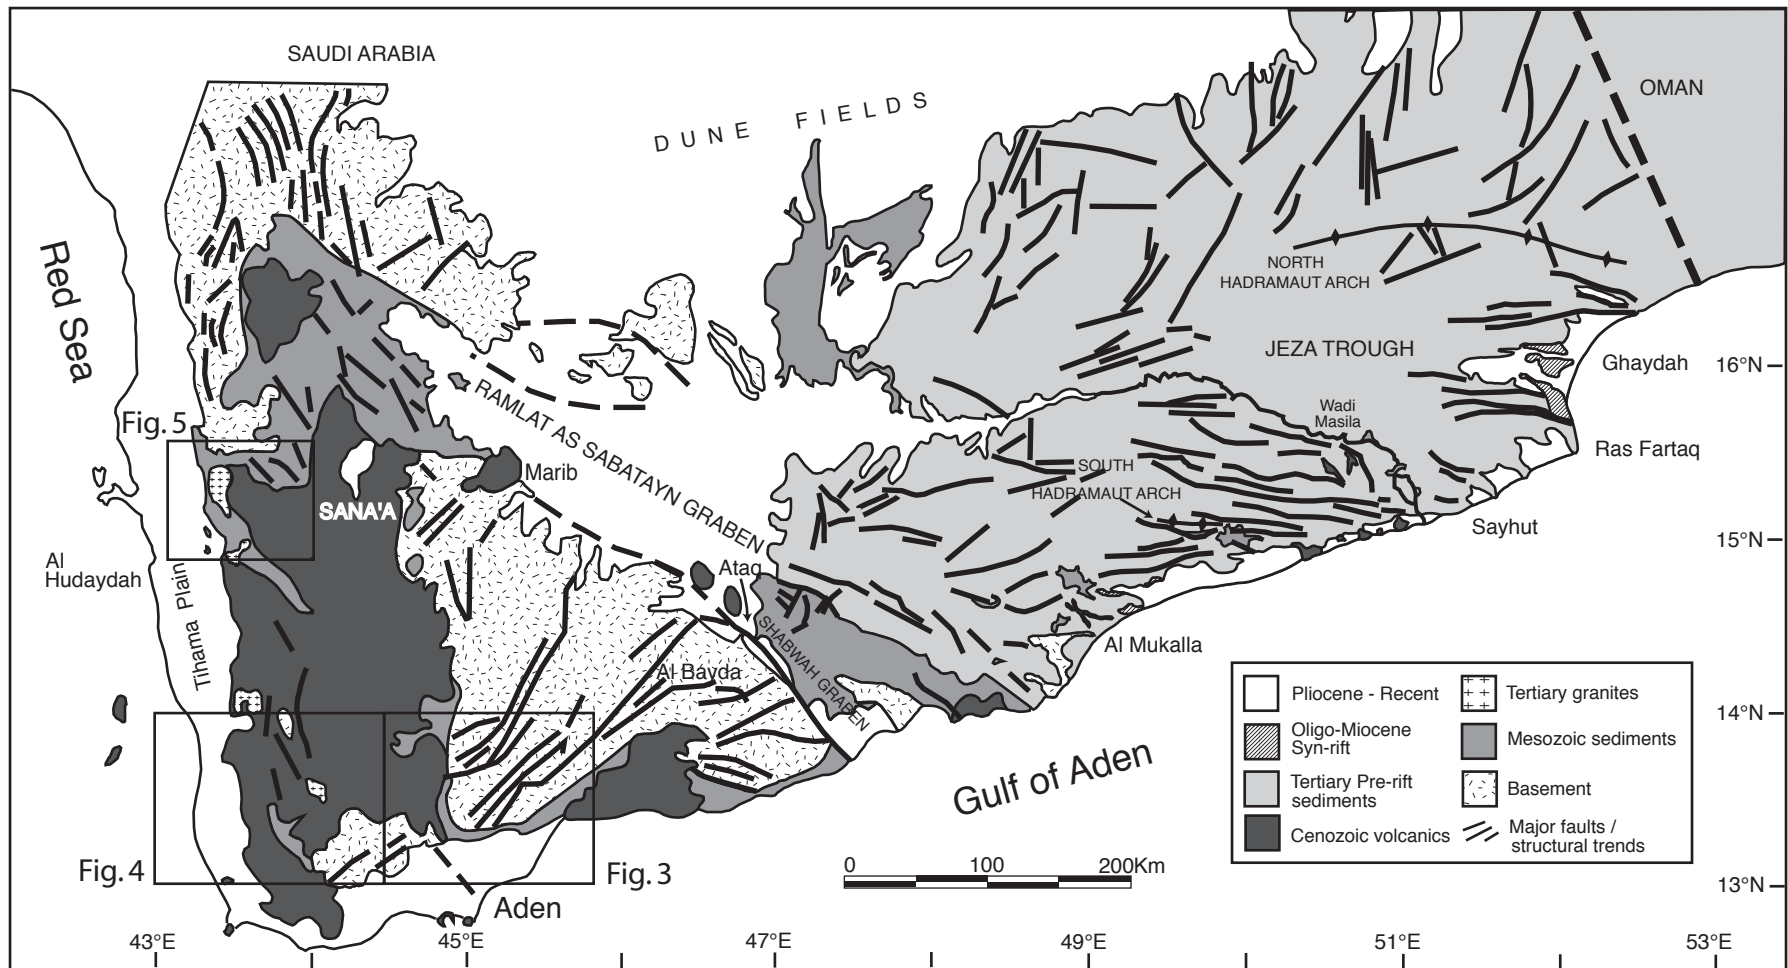 SAUDI ARABIA
DUNE FIELDS
OMAN
Red Sea
NORTH
HADRAMAUT ARCH
JEZA TROUGH
16°N
Ghaydah
RAMLAT AS SABATAYN GRABEN
Wadi
Masila
Fig.5
Ras Fartaq
Marib
SOUTH
HADRAMAUT ARCH
SANA'A
Sayhut
15°N
Al
Hudaydah
Ataq
Tihama Plain
SHABWAH GRABEN
Al Bayda
Al Mukalla
14°N
Gulf of Aden
Pliocene - Recent
Oligo-Miocene
Syn-rift
Tertiary Pre-rift
sediments
Cenozoic volcanics
Tertiary granites
Mesozoic sediments
Basement
Major faults /
structural trends
Fig.4
Fig.3
0 100 200Km
13°N
Aden
43°E 45°E 47°E 49°E 51°E 53°E